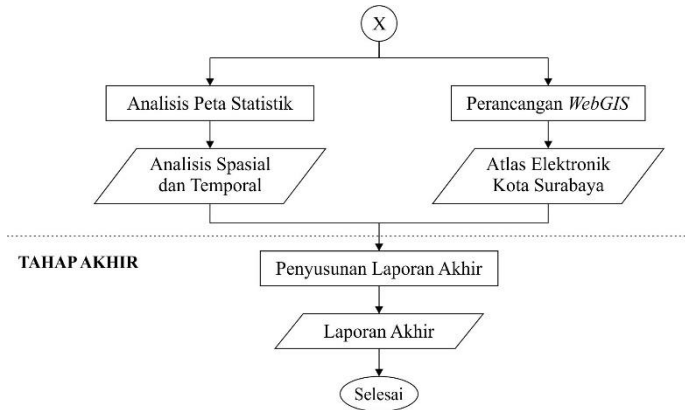 X
Analisis Peta Statistik
Perancangan WebGIS
Analisis Spasial
dan Temporal
Atlas Elektronik
Kota Surabaya
TAHAP AKHIR
Penyusunan Laporan Akhir
Laporan Akhir
Selesai